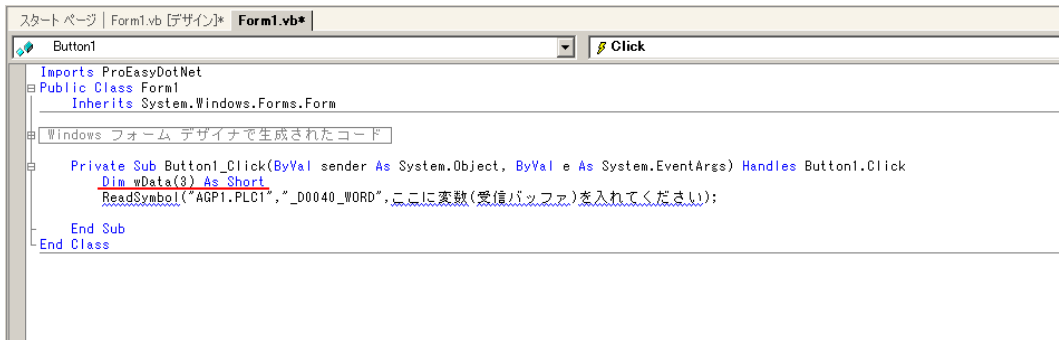 スタート ページ | Form1.vb [デザイン]* Form1.vb*
Button1 Click
Imports ProEasyDotNet
Public Class Form1
Inherits System.Windows.Forms.Form
Windows フォーム デザイナで生成されたコード
Private Sub Button1_Click(ByVal sender As System.Object, ByVal e As System.EventArgs) Handles Button1.Click
Dim wData(3) As Short
ReadSymbol("AGP1.PLC1","_D0040_WORD",ここに変数(受信バッファ)を入れてください);
End Sub
End Class